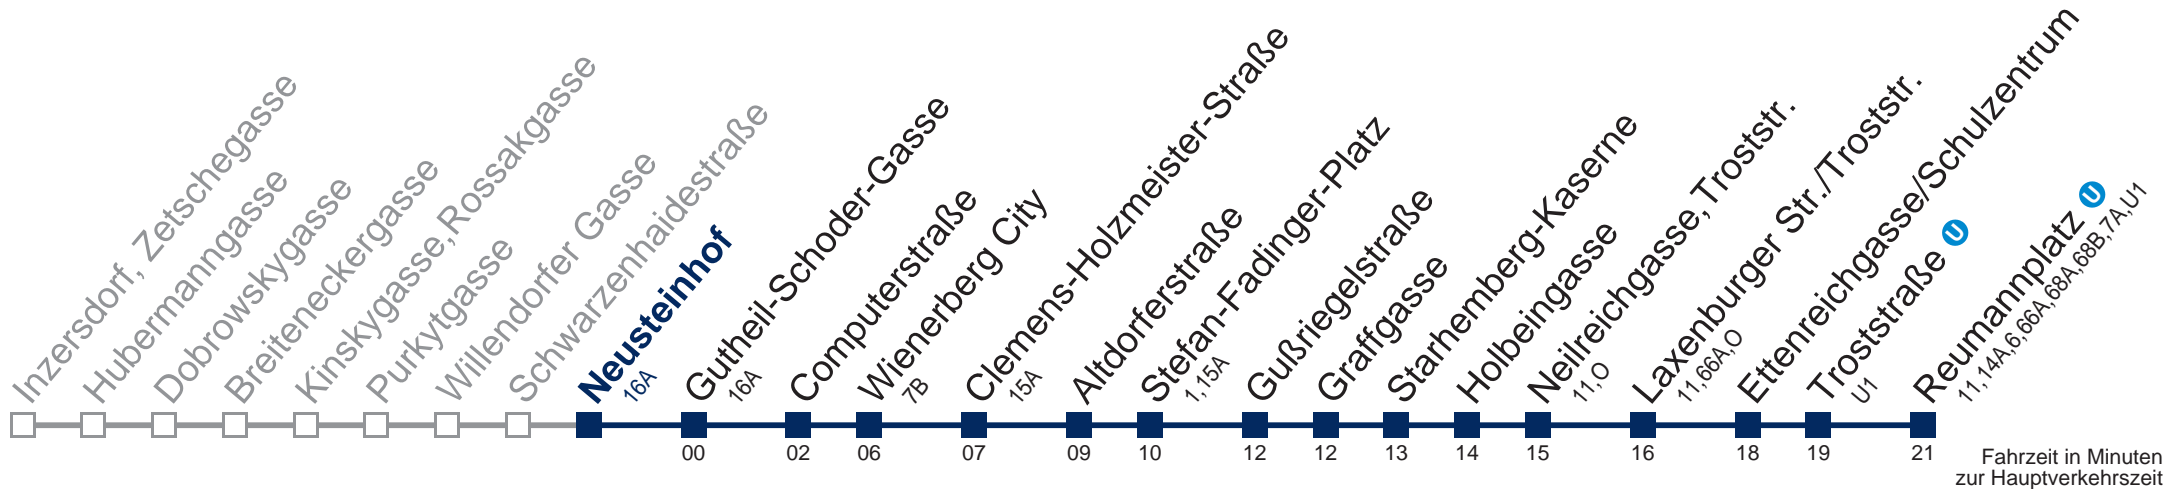 Inzersdorf, Zetschegasse
Hubermanngasse
Dobrowskygasse
Breiteneckergasse
Kinskygasse, Rossakgasse
Purkytgasse
Willendorfer Gasse
Schwarzenhaidestraße
Neusteinhof
16A
Gutheil-Schoder-Gasse
16A
Computerstraße
Wienerberg City
7B
Clemens-Holzmeister-Straße
15A
Altdorferstraße
Stefan-Fadinger-Platz
1, 15A
Gußriegelstraße
Graffgasse
Starhemberg-Kaserne
Holbeingasse
Neilreichgasse, Troststr.
11, O
Laxenburger Str./Troststr.
11, 66A, O
Ettenreichgasse/Schulzentrum
Troststraße U
U1
Reumannplatz U
11, 14A, 6, 66A, 68A, 68B, 7A, U1
00 02 06 07 09 10 12 12 13 14 15 16 18 19 21
Fahrzeit in Minuten
zur Hauptverkehrszeit